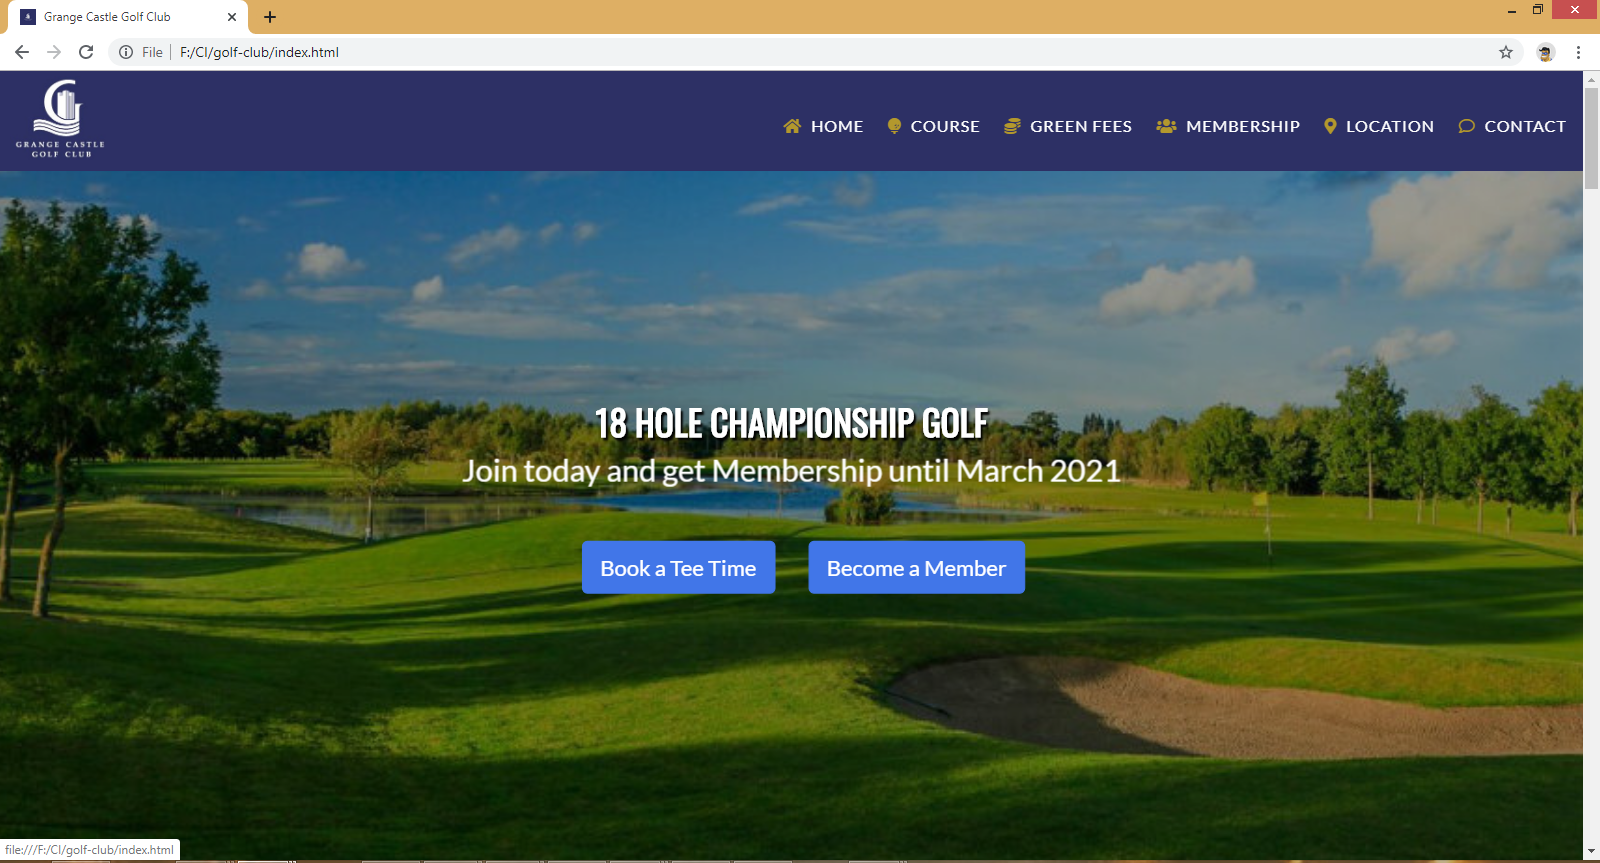 Grange Castle Golf Club
File F:/CI/golf-club/index.html
GRANGE CASTLE
GOLF CLUB
HOME COURSE GREEN FEES MEMBERSHIP LOCATION CONTACT
18 HOLE CHAMPIONSHIP GOLF
Join today and get Membership until March 2021
Book a Tee Time Become a Member
file:///F:/CI/golf-club/index.html